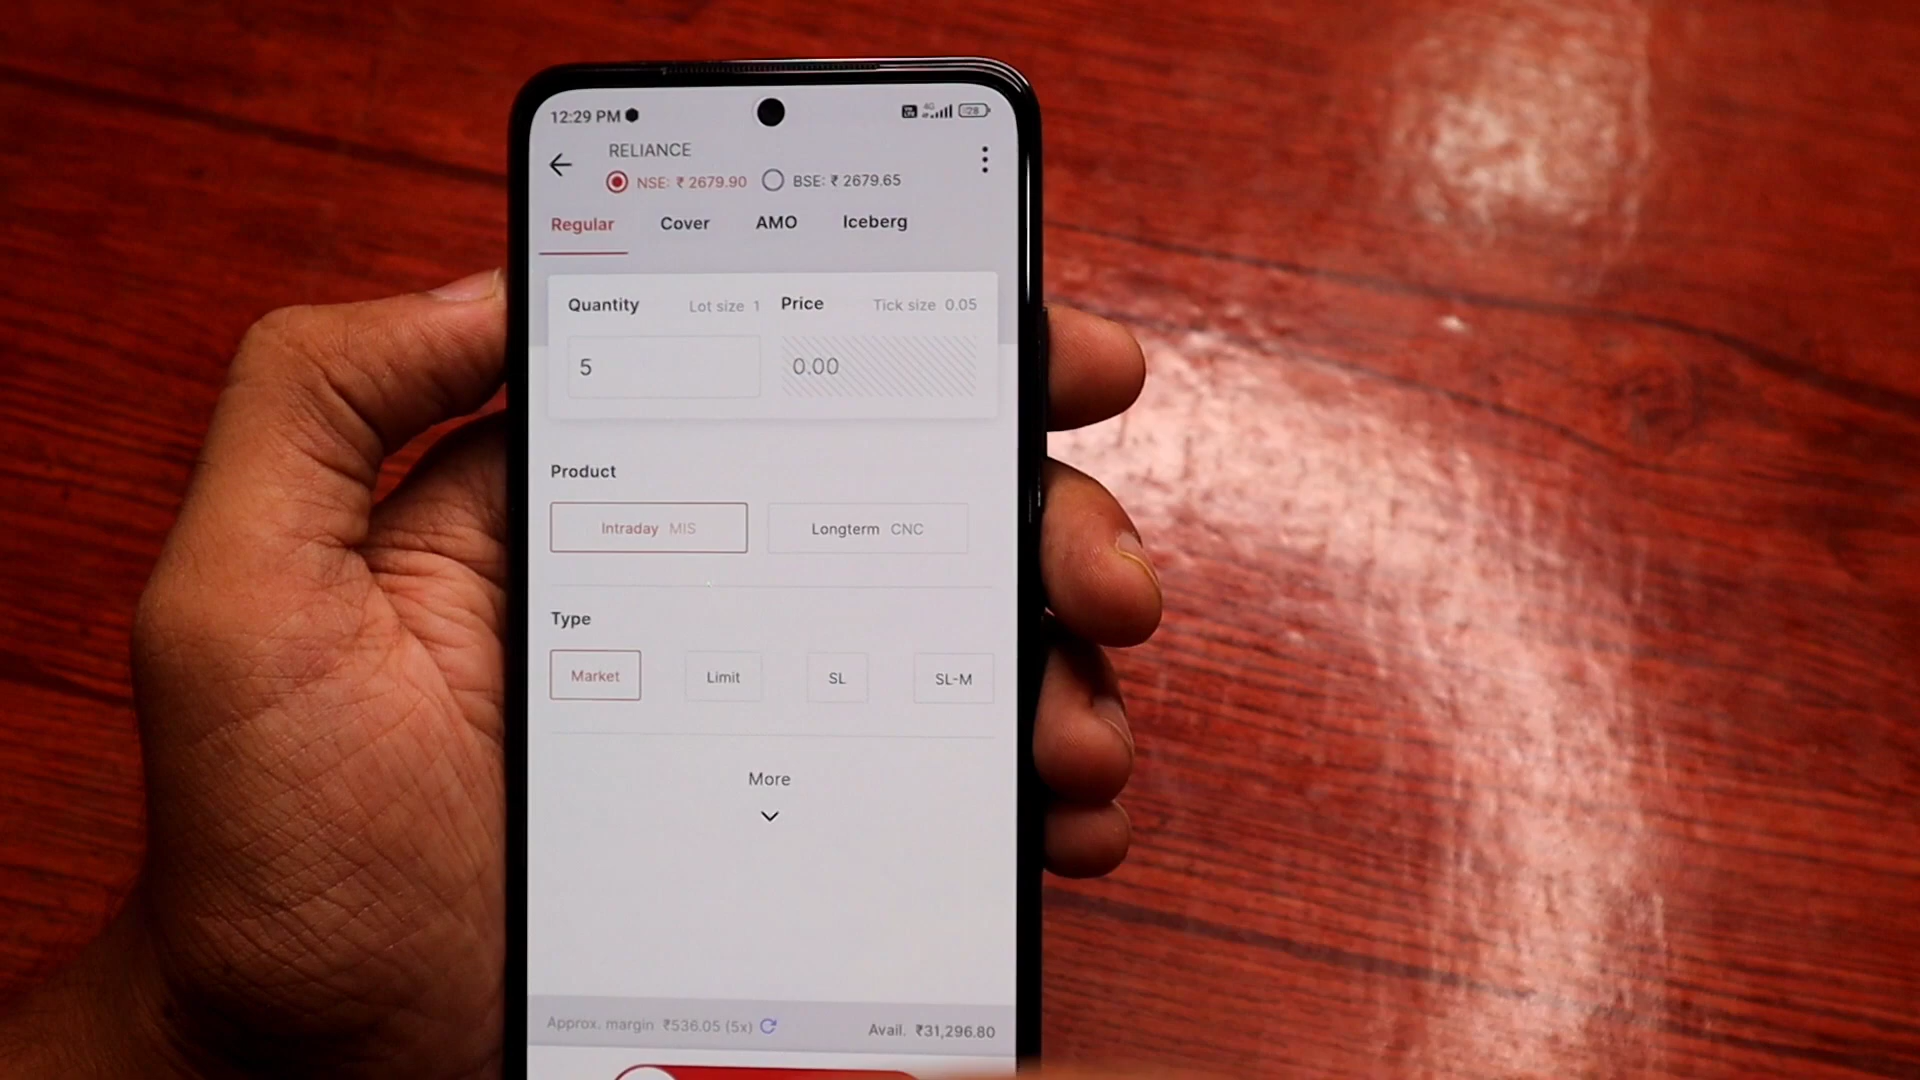 12:29 PM
4G
28
RELIANCE
NSE: ₹ 2679.90 BSE: ₹ 2679.65
Regular Cover AMO Iceberg
Quantity Lot size 1 Price Tick size 0.05
5 0.00
Product
Intraday MIS Longterm CNC
Type
Market Limit SL SL-M
More
Approx. margin ₹536.05 (5x) Avail. ₹31,296.80